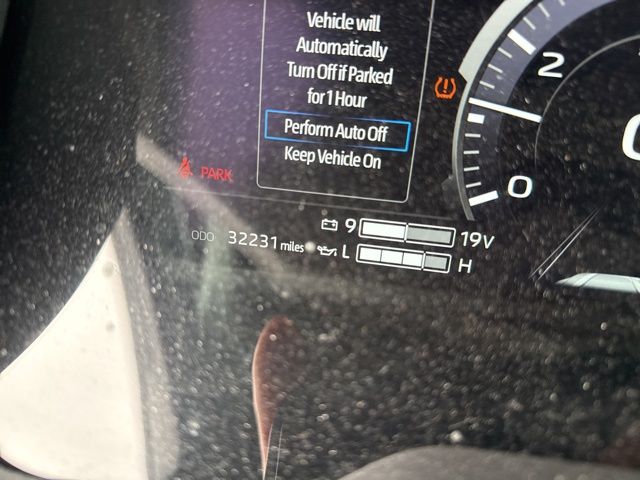 Vehicle will
Automatically
Turn Off if Parked
for 1 Hour
Perform Auto Off
Keep Vehicle On
2
0
0
PARK
9 19V
ODO 32231 miles
L H